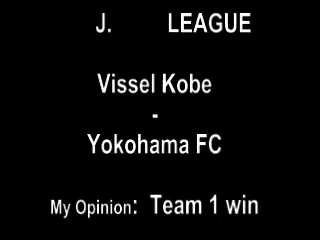 J. LEAGUE
Vissel Kobe
-
Yokohama FC
My Opinion: Team 1 win